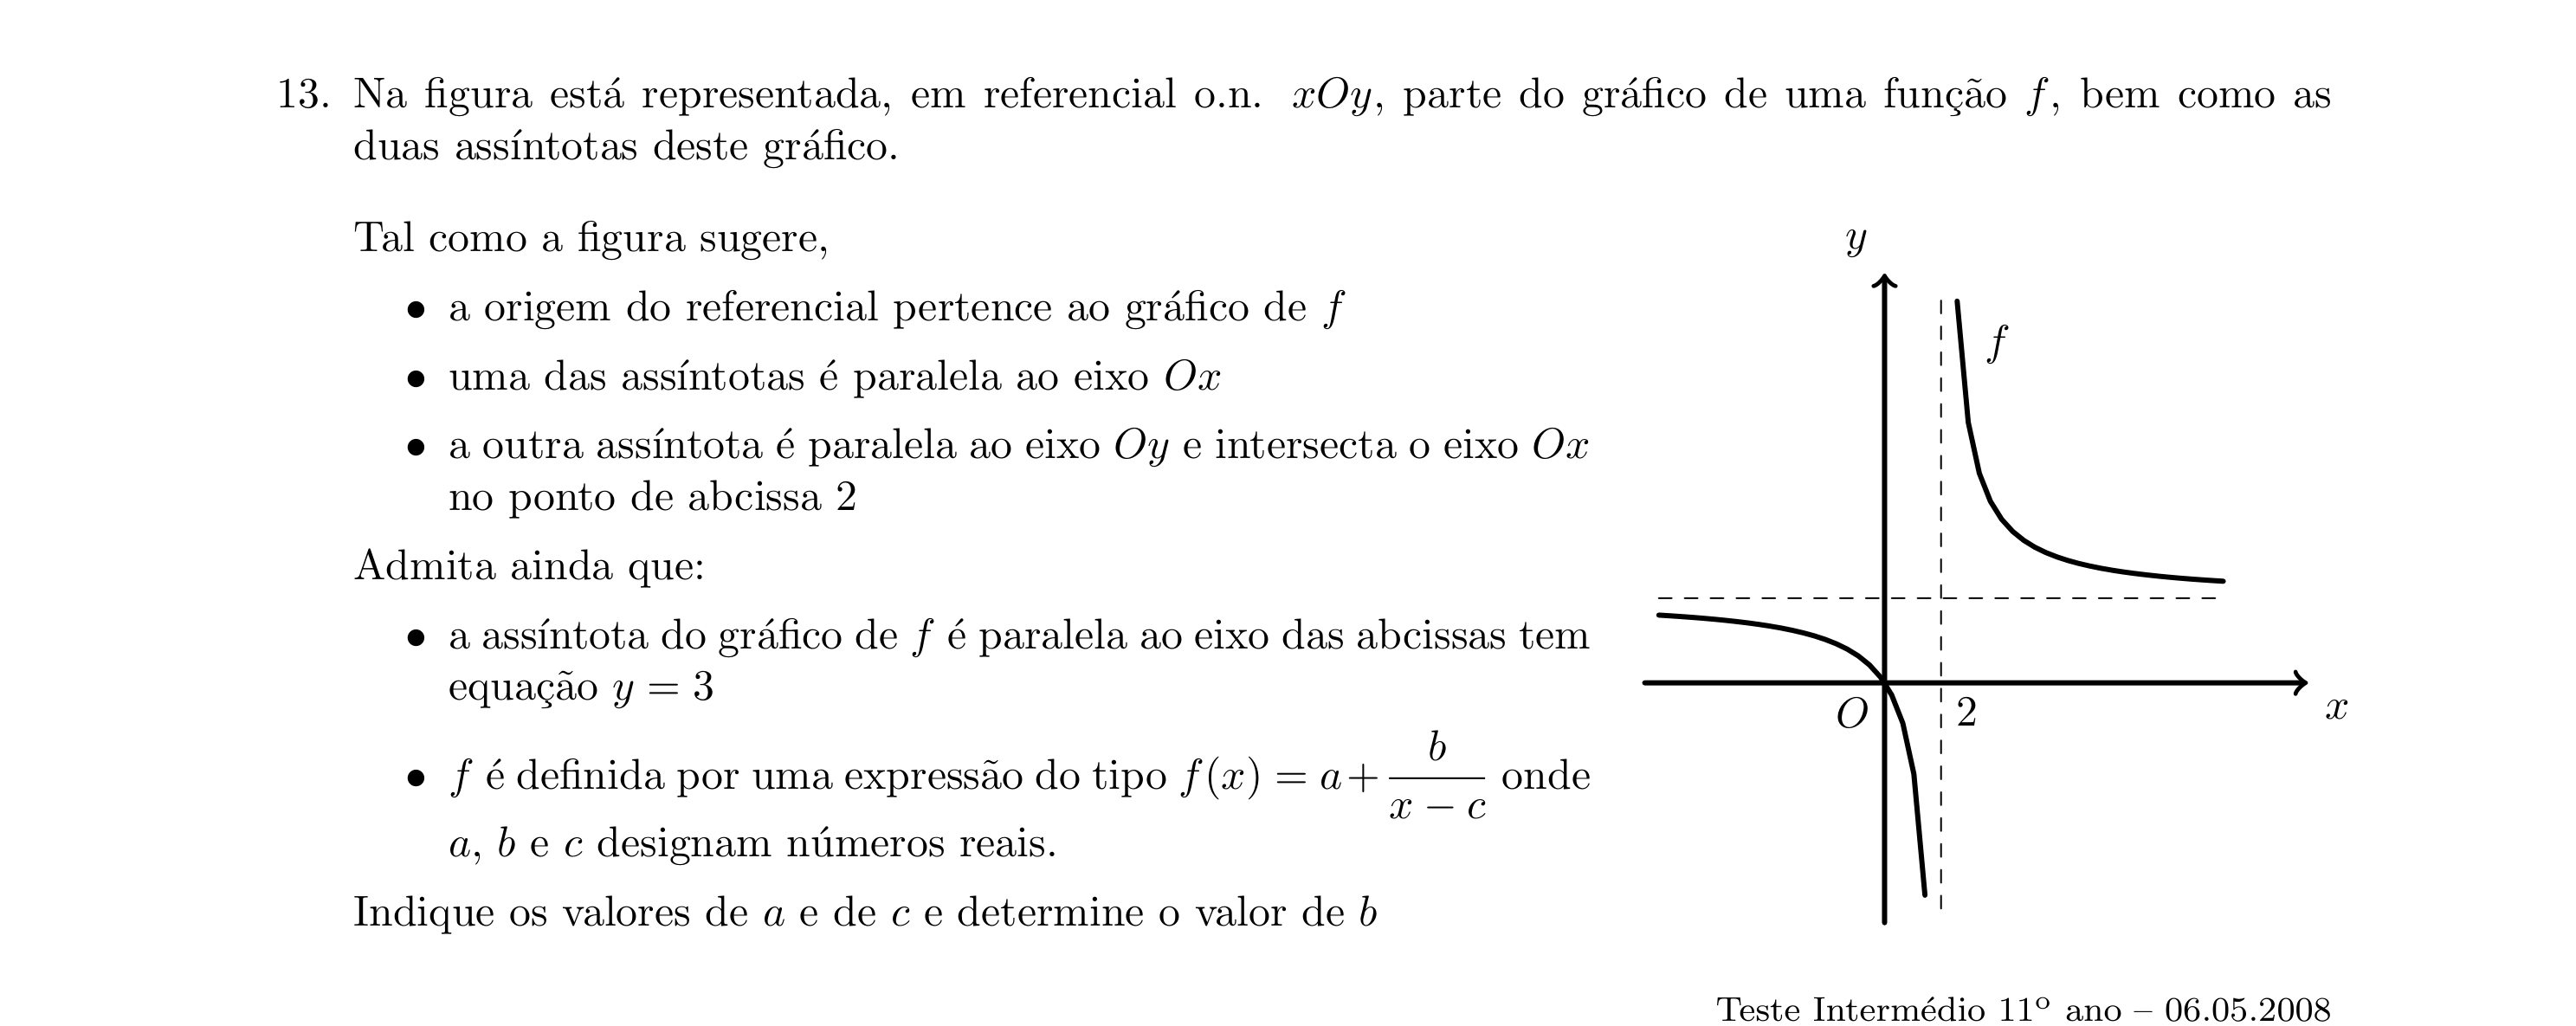 13. Na figura está representada, em referencial o.n. xOy, parte do gráfico de uma função f, bem como as
duas assíntotas deste gráfico.
Tal como a figura sugere,
• a origem do referencial pertence ao gráfico de f
• uma das assíntotas é paralela ao eixo Ox
• a outra assíntota é paralela ao eixo Oy e intersecta o eixo Ox
no ponto de abcissa 2
Admita ainda que:
• a assíntota do gráfico de f é paralela ao eixo das abcissas tem
equação y = 3
• f é definida por uma expressão do tipo f(x) = a + \frac{b}{x - c} onde
a, b e c designam números reais.
Indique os valores de a e de c e determine o valor de b
y
f
O
2
x
Teste Intermédio 11º ano – 06.05.2008